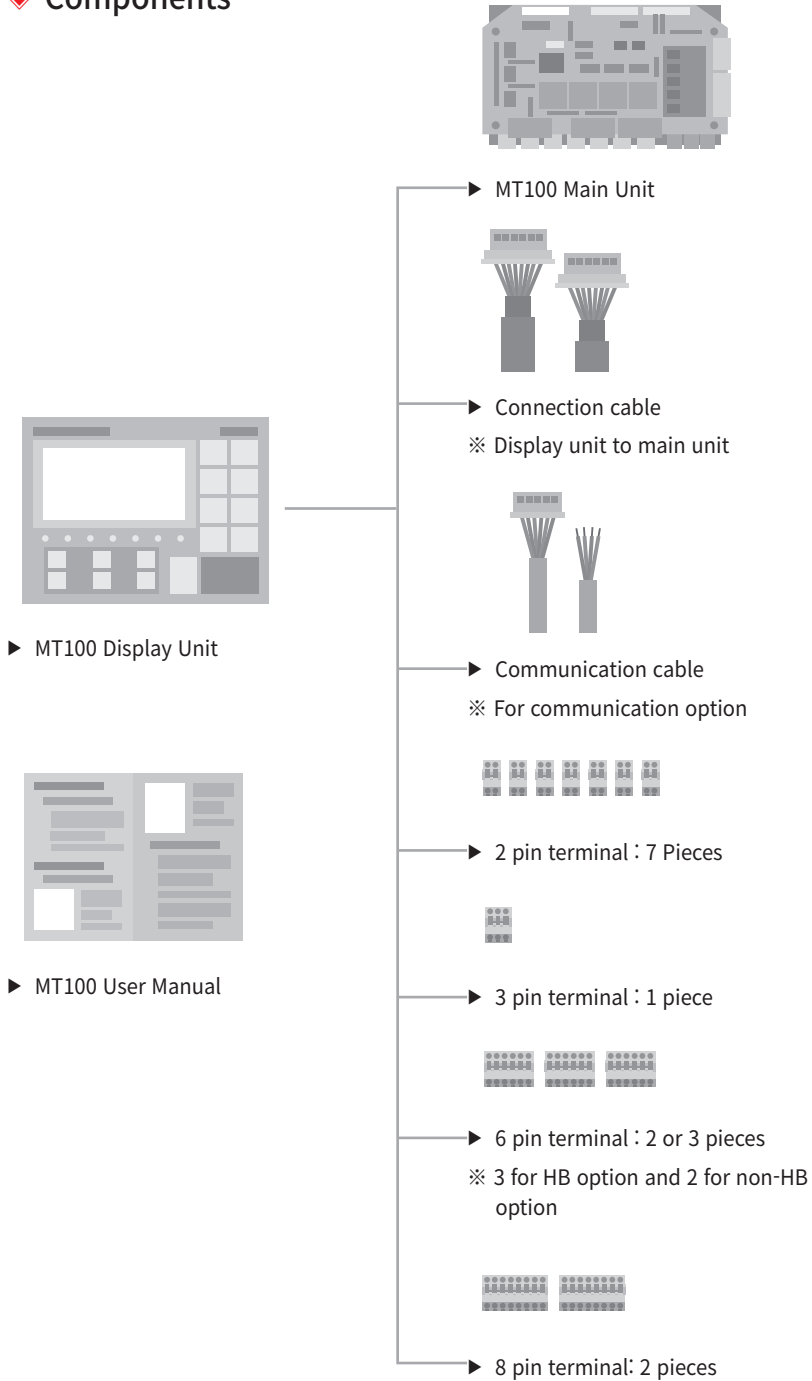 Components
▶ MT100 Main Unit
▶ Connection cable
※ Display unit to main unit
▶ MT100 Display Unit
▶ Communication cable
※ For communication option
▶ 2 pin terminal : 7 Pieces
▶ MT100 User Manual
▶ 3 pin terminal : 1 piece
▶ 6 pin terminal : 2 or 3 pieces
※ 3 for HB option and 2 for non-HB
option
▶ 8 pin terminal: 2 pieces